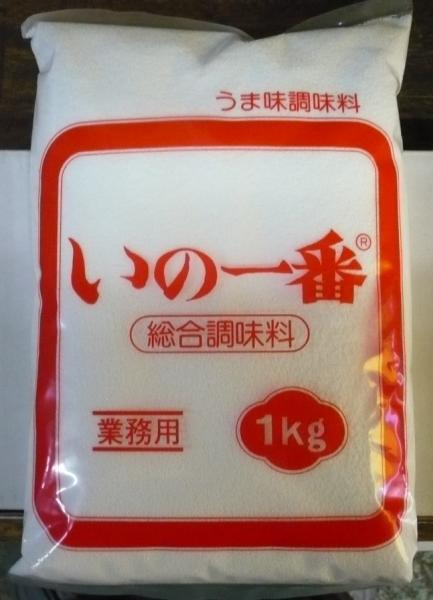 うま味調味料
いの一番®
総合調味料
業務用
1kg